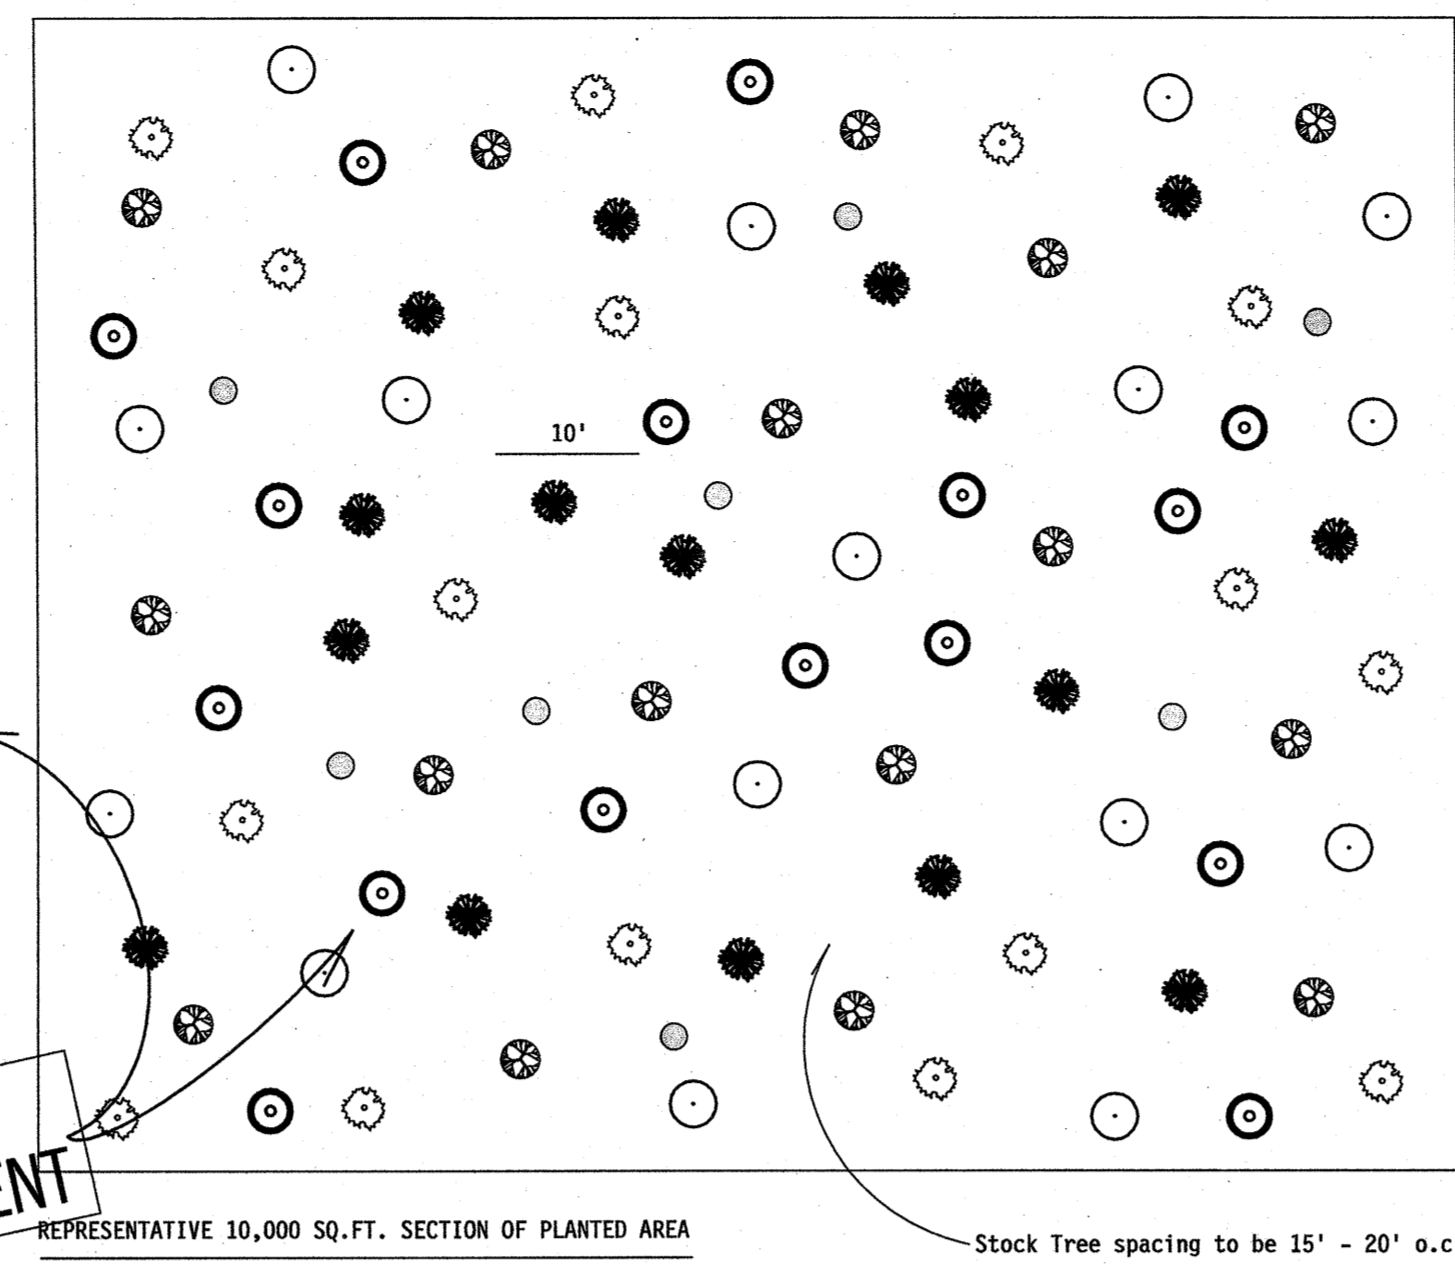 10'
ENT
REPRESENTATIVE 10,000 SQ.FT. SECTION OF PLANTED AREA
Stock Tree spacing to be 15' - 20' o.c